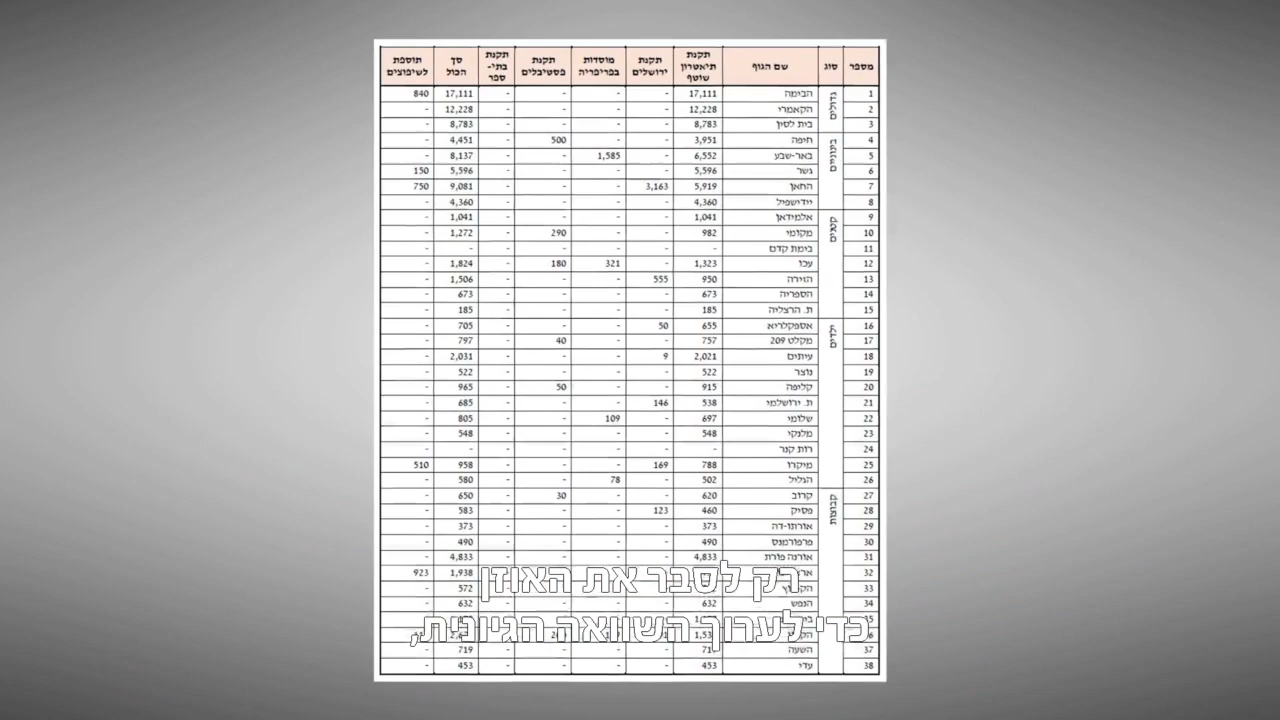 מספר סוג שם הגוף תקנת תיאטרון שוטף תקנת ירושלים מוסדות בפריפריה תקנת פסטיבלים תקנת בתי-ספר סך הכול תוספת לשיפוצים
גדולים
1 הבימה 17,111 - - - - 17,111 840
2 הקאמרי 12,228 - - - - 12,228 -
3 בית לסין 8,783 - - - - 8,783 -
בינוניים
4 חיפה 3,951 - - 500 - 4,451 -
5 באר-שבע 6,552 - 1,585 - - 8,137 -
6 גשר 5,596 - - - - 5,596 150
7 החאן 5,919 3,163 - - - 9,081 750
8 יידישפיל 4,360 - - - - 4,360 -
קטנים
9 אלמידאן 1,041 - - - - 1,041 -
10 מקומי 982 - - 290 - 1,272 -
11 בימת קדם - - - - - - -
12 עכו 1,323 - 321 180 - 1,824 -
13 הזירה 950 555 - - - 1,506 -
14 הספריה 673 - - - - 673 -
15 ת. הרצליה 185 - - - - 185 -
ילדים
16 אספקלריא 655 50 - - - 705 -
17 מקלט 209 757 - - 40 - 797 -
18 עיתים 2,021 9 - - - 2,031 -
19 נוצר 522 - - - - 522 -
20 קליפה 915 - - 50 - 965 -
21 ת. ירושלמי 538 146 - - - 685 -
22 שלומי 697 - 109 - - 805 -
23 מלנקי 548 - - - - 548 -
24 רות קנר - - - - - - -
25 מיקרו 788 169 - - - 958 510
26 הגליל 502 - 78 - - 580 -
קבוצות
27 קרוב 620 - - 30 - 650 -
28 פסיק 460 123 - - - 583 -
29 אורתו-דה 373 - - - - 373 -
30 פרפורמנס 490 - - - - 490 -
31 אורנה פורת 4,833 - - - - 4,833 -
32 1,938 923
33 572 -
34 הנפש 632 - - - - 632 -
37 השעה - - - - 719 -
38 עדי 453 - - - - 453 -
רק לסבר את האוזן
כדי לערוך השוואה הגיונית,